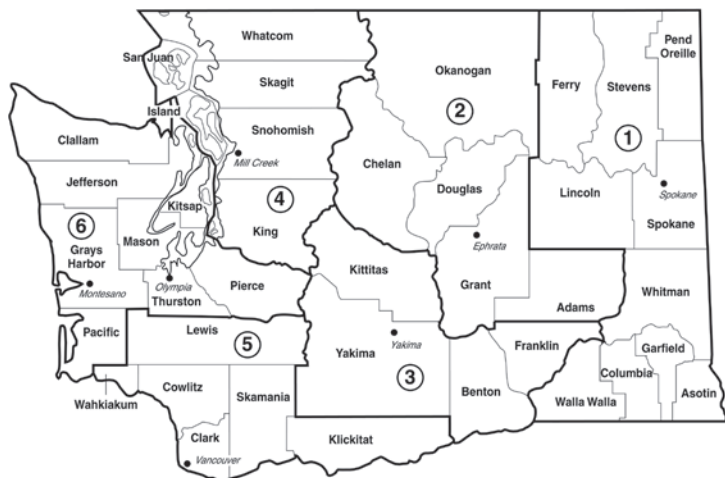 Whatcom
San Juan
Skagit
Pend
Oreille
Okanogan
Ferry
Stevens
Island
2
Snohomish
1
Clallam
Mill Creek
Chelan
Jefferson
Douglas
Lincoln
Spokane
Kitsap
4
6
King
Spokane
Mason
Ephrata
Grays
Harbor
Kittitas
Olympia
Pierce
Grant
Whitman
Montesano
Thurston
Adams
Pacific
Lewis
Yakima
Franklin
5
Yakima
Garfield
3
Columbia
Cowlitz
Benton
Asotin
Wahkiakum
Skamania
Walla Walla
Clark
Klickitat
Vancouver